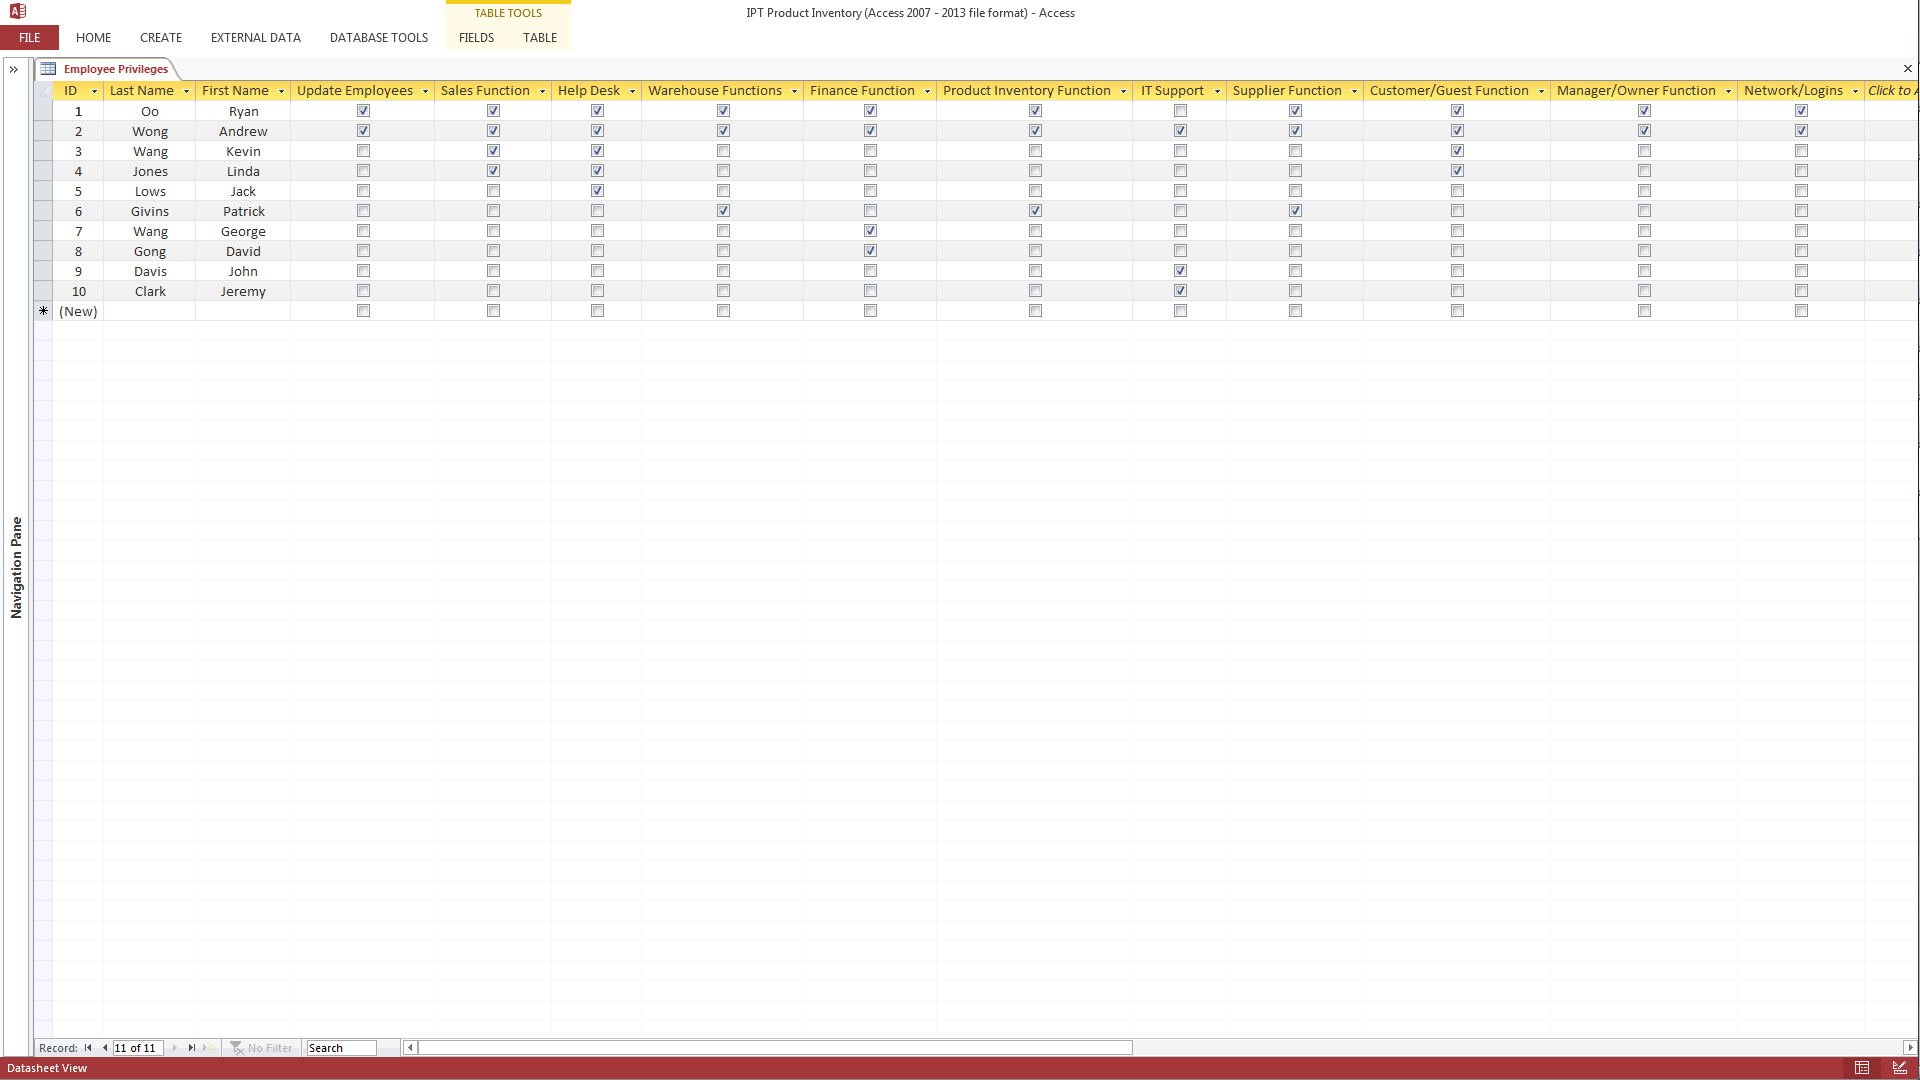 TABLE TOOLS
IPT Product Inventory (Access 2007 - 2013 file format) - Access
FILE HOME CREATE EXTERNAL DATA DATABASE TOOLS FIELDS TABLE
Employee Privileges
ID Last Name First Name Update Employees Sales Function Help Desk Warehouse Functions Finance Function Product Inventory Function IT Support Supplier Function Customer/Guest Function Manager/Owner Function Network/Logins Click to A
1 Oo Ryan
2 Wong Andrew
3 Wang Kevin
4 Jones Linda
5 Lows Jack
6 Givins Patrick
7 Wang George
8 Gong David
9 Davis John
10 Clark Jeremy
(New)
Navigation Pane
Record: 11 of 11 No Filter Search
Datasheet View